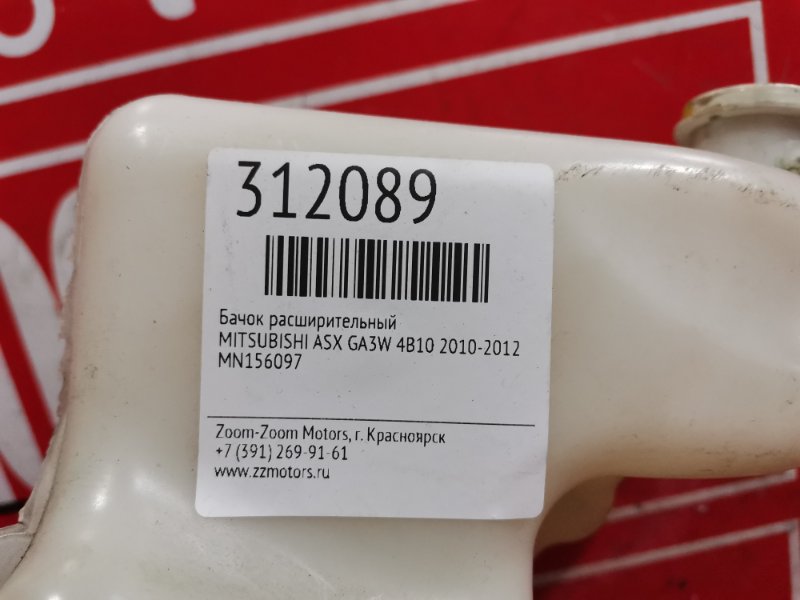 312089
Бачок расширительный
MITSUBISHI ASX GA3W 4B10 2010-2012
MN156097
Zoom-Zoom Motors, г. Красноярск
+7 (391) 269-91-61
www.zzmotors.ru